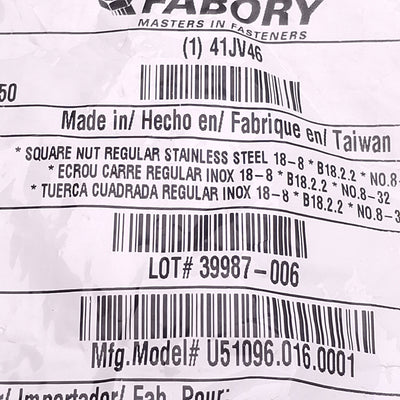 FABORY
MASTERS IN FASTENERS
(1) 41JV46
50
Made in/ Hecho en/ Fabrique en/ Taiwan
* SQUARE NUT REGULAR STAINLESS STEEL 18-8 * B18.2.2 * NO.8-
* ECROU CARRE REGULAR INOX 18-8 * B18.2.2 * NO.8-32
* TUERCA CUADRADA REGULAR INOX 18-8 * B18.2.2 * NO.8-3
LOT# 39987-006
Mfg.Model# U51096.016.0001
r/ Importador/ Fab. Pour: